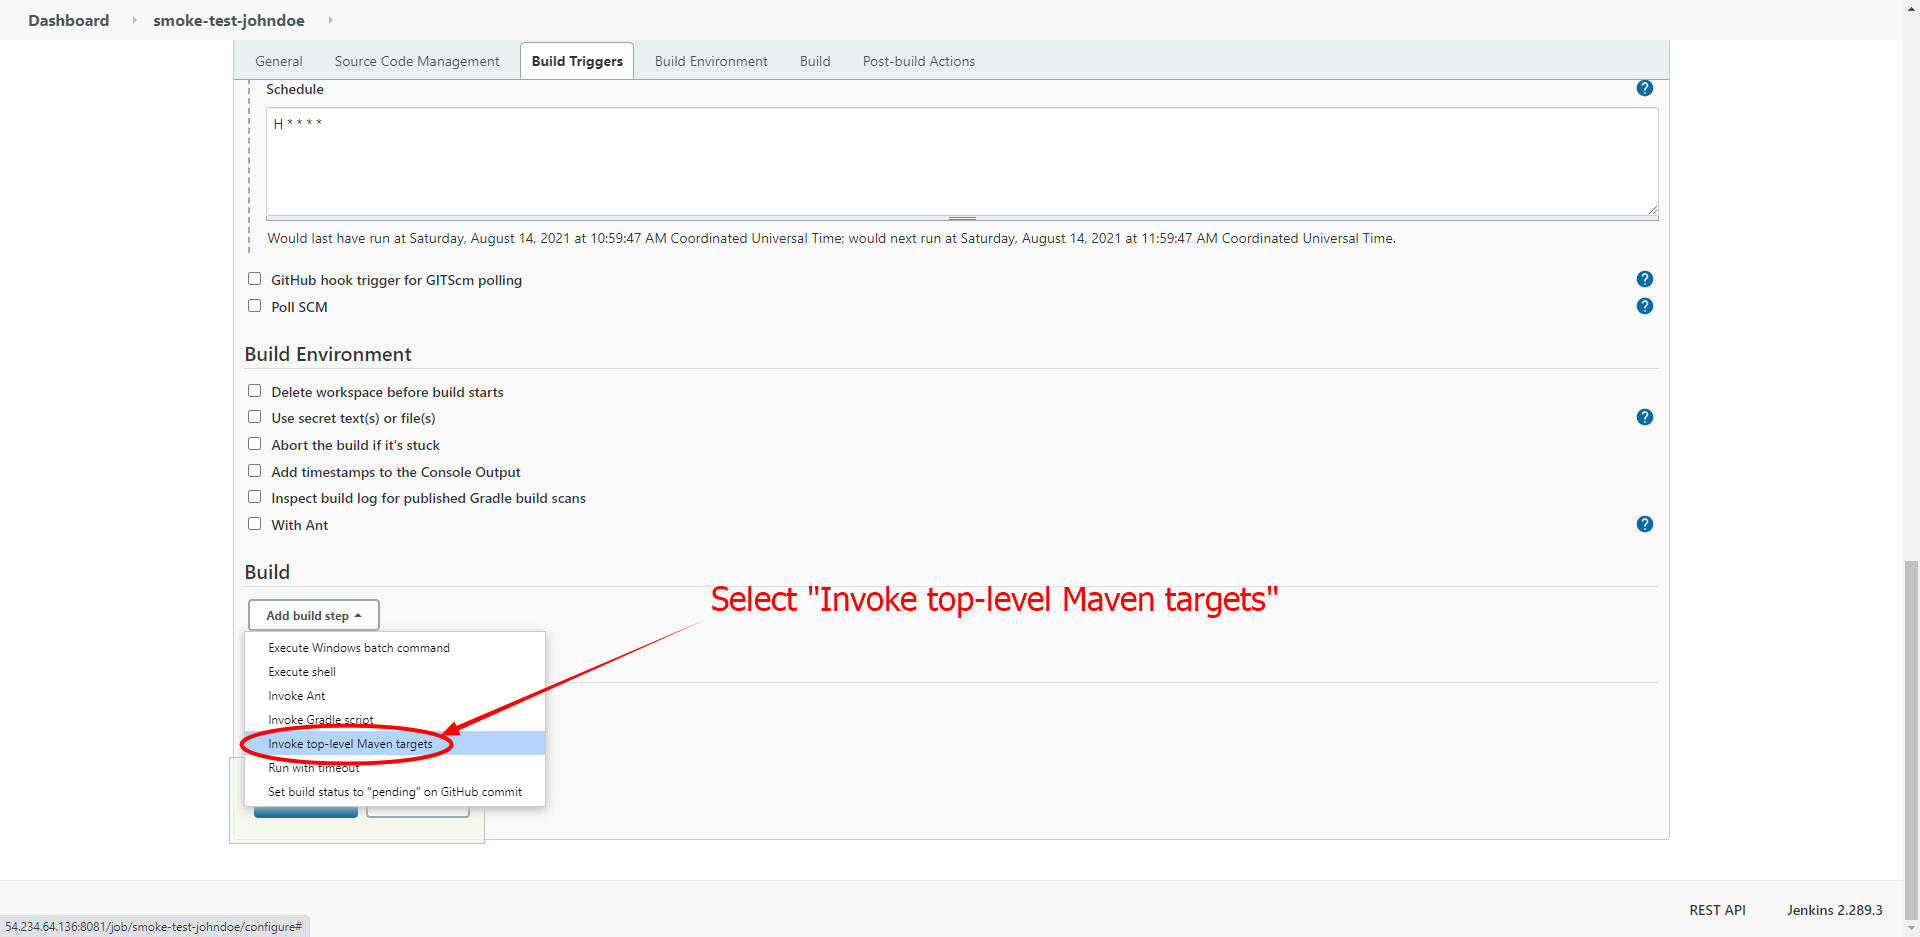 Dashboard smoke-test-johndoe
General Source Code Management Build Triggers Build Environment Build Post-build Actions
Schedule
H * * * *
Would last have run at Saturday, August 14, 2021 at 10:59:47 AM Coordinated Universal Time; would next run at Saturday, August 14, 2021 at 11:59:47 AM Coordinated Universal Time.
GitHub hook trigger for GITScm polling
Poll SCM
Build Environment
Delete workspace before build starts
Use secret text(s) or file(s)
Abort the build if it's stuck
Add timestamps to the Console Output
Inspect build log for published Gradle build scans
With Ant
Build
Select "Invoke top-level Maven targets"
Add build step
Execute Windows batch command
Execute shell
Invoke Ant
Invoke Gradle script
Invoke top-level Maven targets
Run with timeout
Set build status to "pending" on GitHub commit
REST API Jenkins 2.289.3
54.234.64.136:8081/job/smoke-test-johndoe/configure#